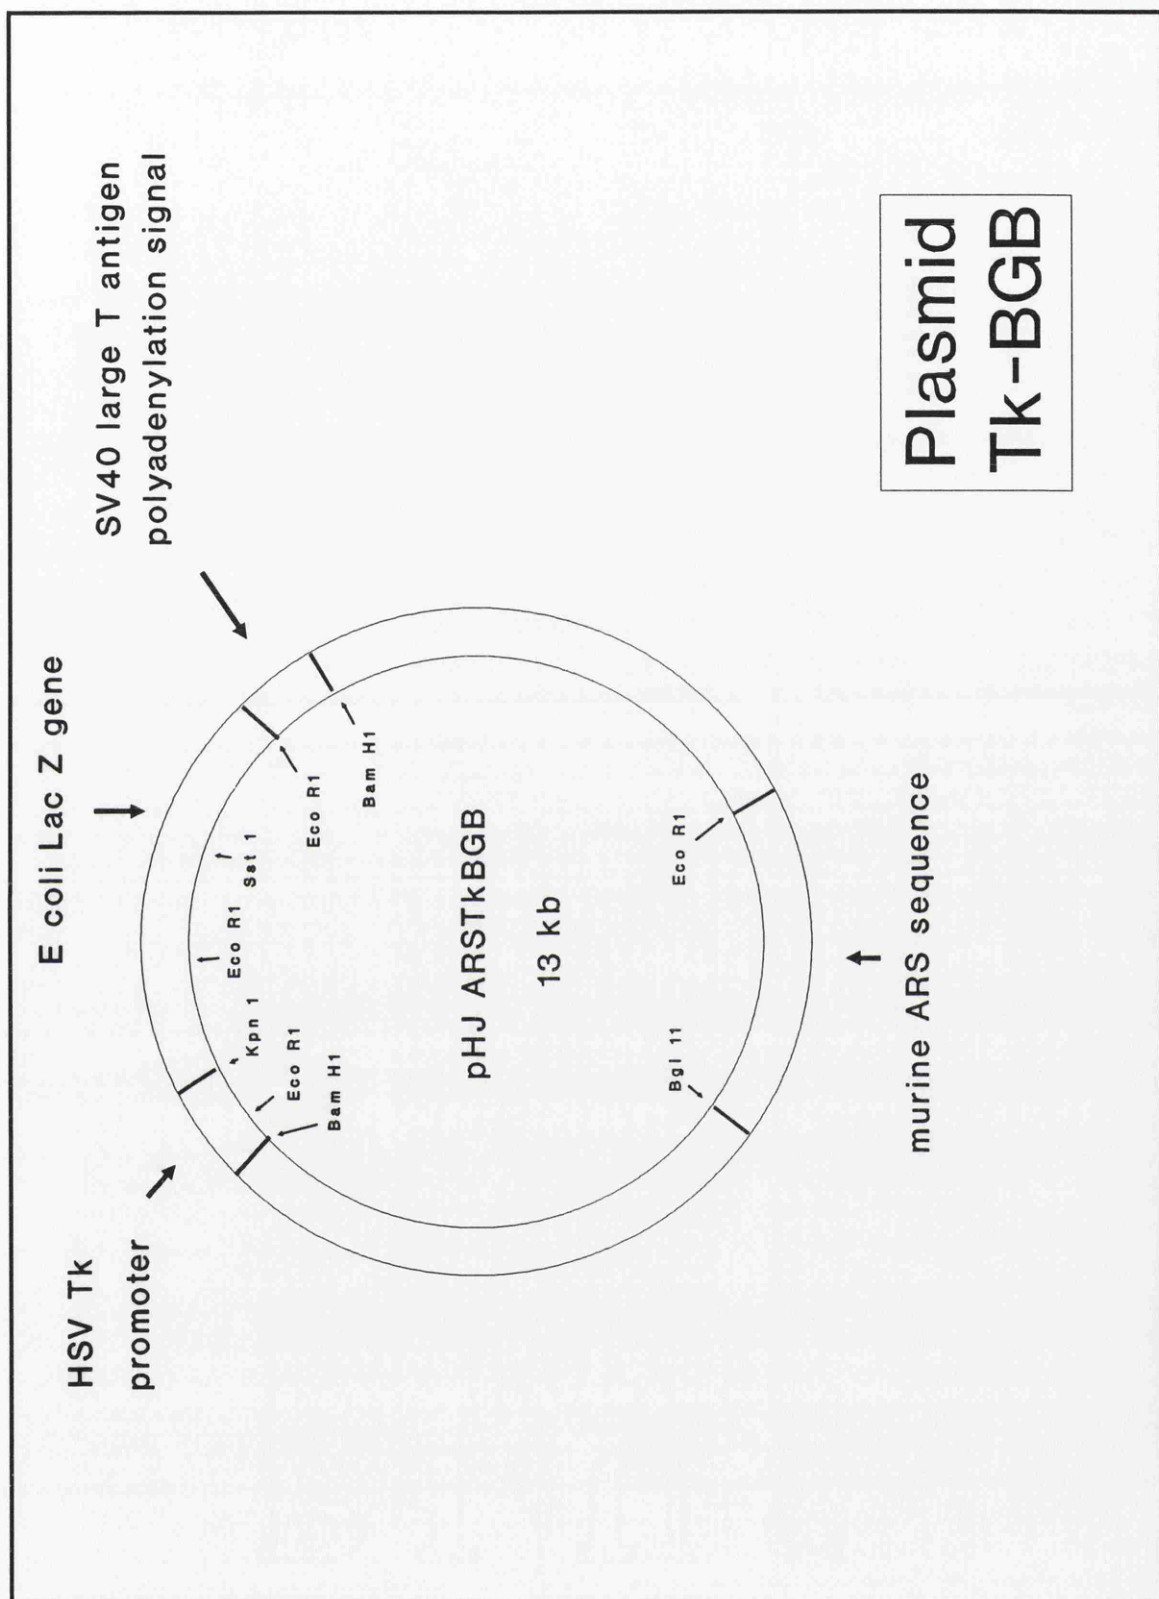 HSV Tk
promoter
E coli Lac Z gene
SV40 large T antigen
polyadenylation signal
Bam H1
Eco R1
Kpn 1
Eco R1
Sst 1
Eco R1
Bam H1
pHJ ARSTkBGB
13 kb
Bgl 11
Eco R1
murine ARS sequence
Plasmid
Tk-BGB